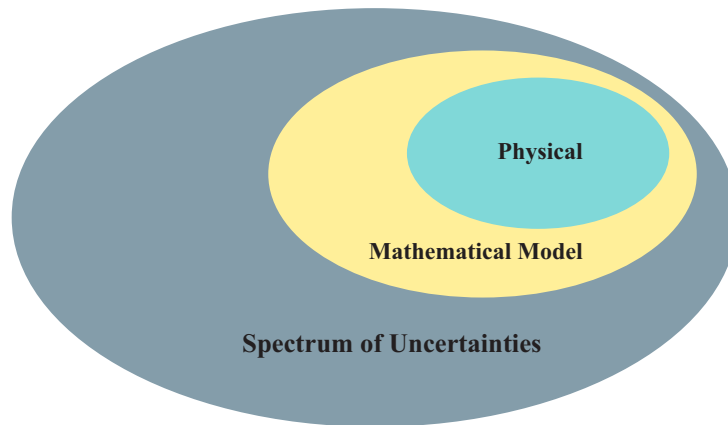 Physical
Mathematical Model
Spectrum of Uncertainties